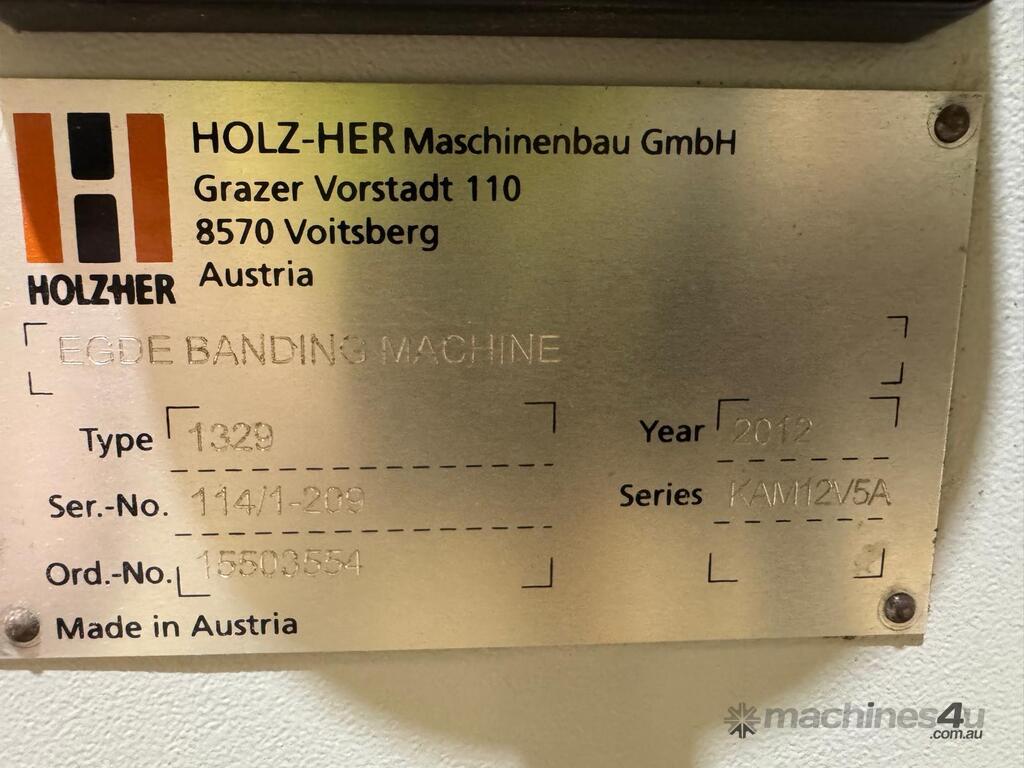 HOLZ-HER Maschinenbau GmbH
Grazer Vorstadt 110
8570 Voitsberg
Austria
HOLZHER
EGDE BANDING MACHINE
Type 1329
Year 2012
Ser.-No. 114/1-209
Series KAM12V5A
Ord.-No. 15503554
Made in Austria
machines4u
.com.au